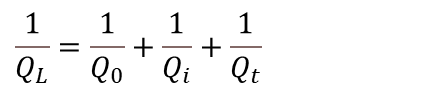 1/Q_L = 1/Q_0 + 1/Q_i + 1/Q_t